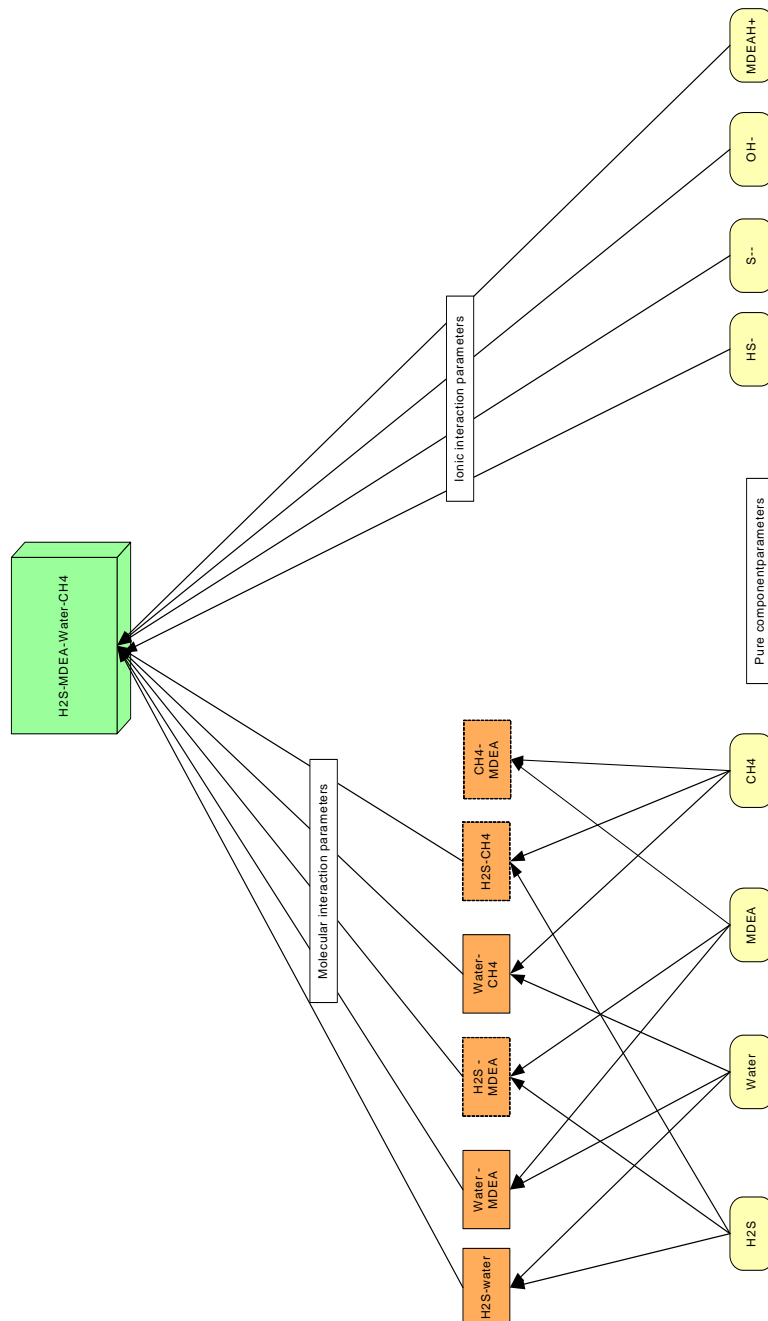 H2S-MDEA-Water-CH4
Molecular interaction parameters
Ionic interaction parameters
H2S-water
Water -
MDEA
H2S -
MDEA
Water-
CH4
H2S-CH4
CH4-
MDEA
H2S
Water
MDEA
CH4
Pure componentparameters
HS-
S--
OH-
MDEAH+